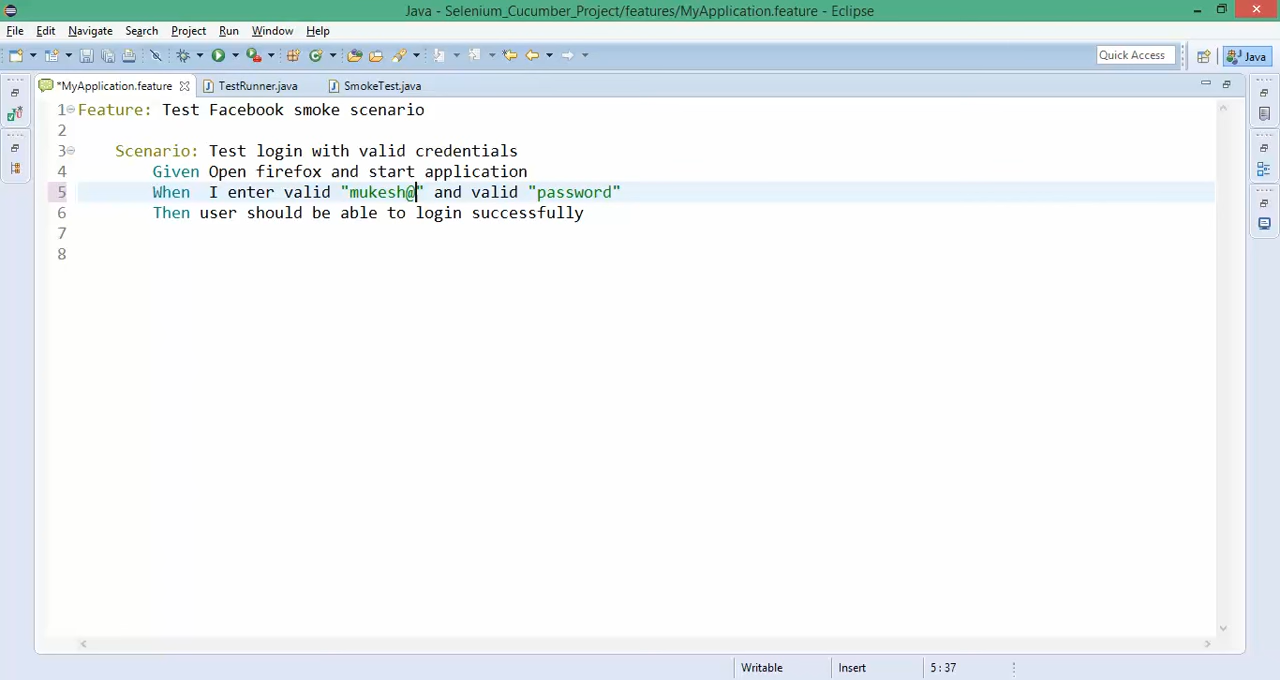 Java - Selenium_Cucumber_Project/features/MyApplication.feature - Eclipse
File Edit Navigate Search Project Run Window Help
Quick Access Java
*MyApplication.feature TestRunner.java SmokeTest.java
1 Feature: Test Facebook smoke scenario
2
3 Scenario: Test login with valid credentials
4 Given Open firefox and start application
5 When I enter valid "mukesh@" and valid "password"
6 Then user should be able to login successfully
7
8
Writable Insert 5:37